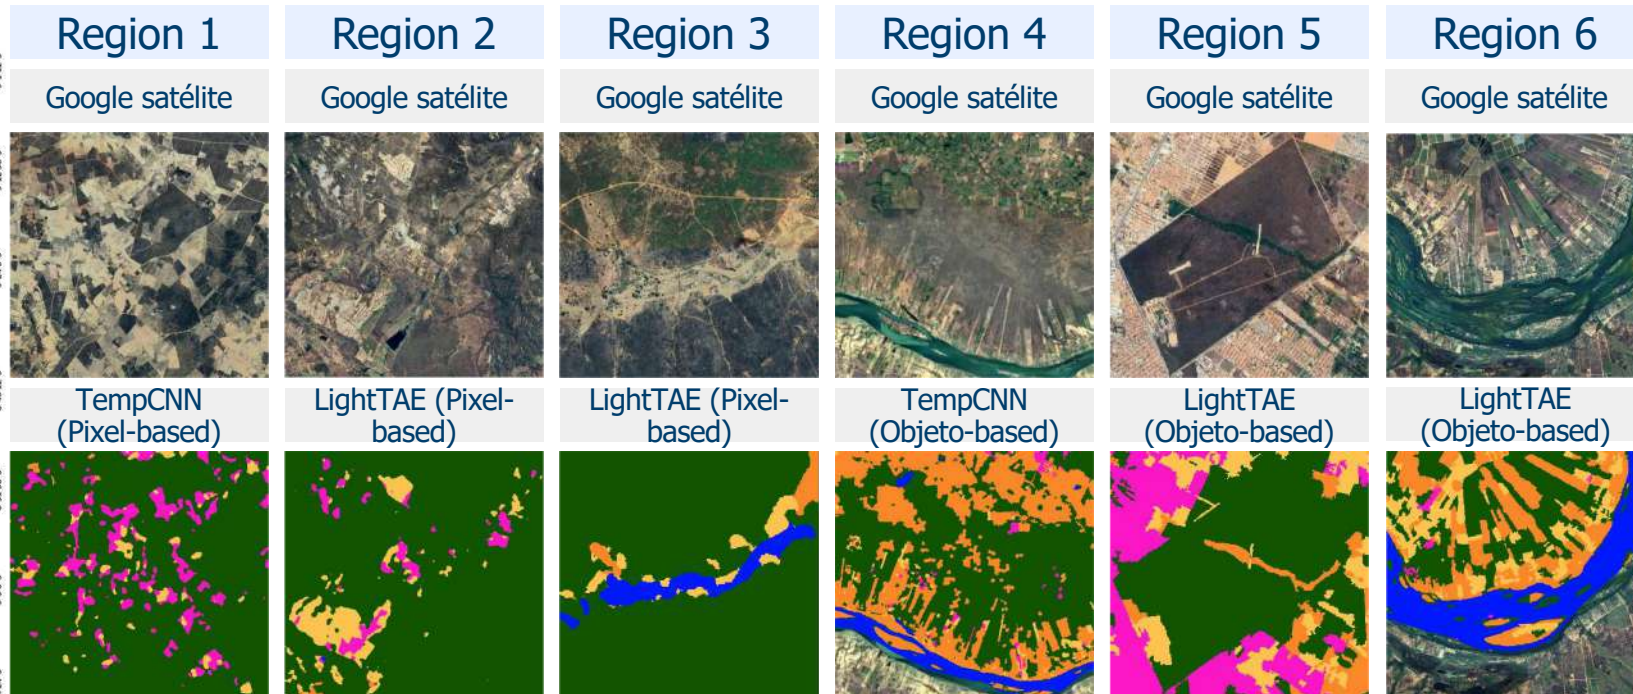 Region 1
Region 2
Region 3
Region 4
Region 5
Region 6
Google satélite
Google satélite
Google satélite
Google satélite
Google satélite
Google satélite
TempCNN
(Pixel-based)
LightTAE (Pixel-
based)
LightTAE (Pixel-
based)
TempCNN
(Objeto-based)
LightTAE
(Objeto-based)
LightTAE
(Objeto-based)